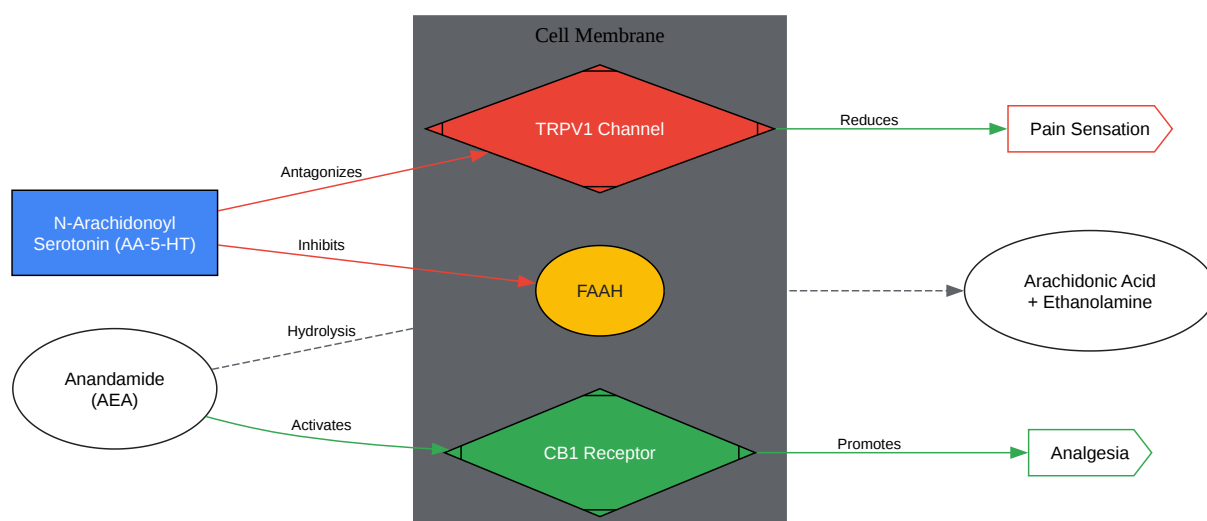 Cell Membrane
TRPV1 Channel
Reduces
Pain Sensation
Antagonizes
N-Arachidonoyl
Serotonin (AA-5-HT)
Inhibits
FAAH
Arachidonic Acid
+ Ethanolamine
Hydrolysis
Anandamide
(AEA)
Activates
CB1 Receptor
Promotes
Analgesia